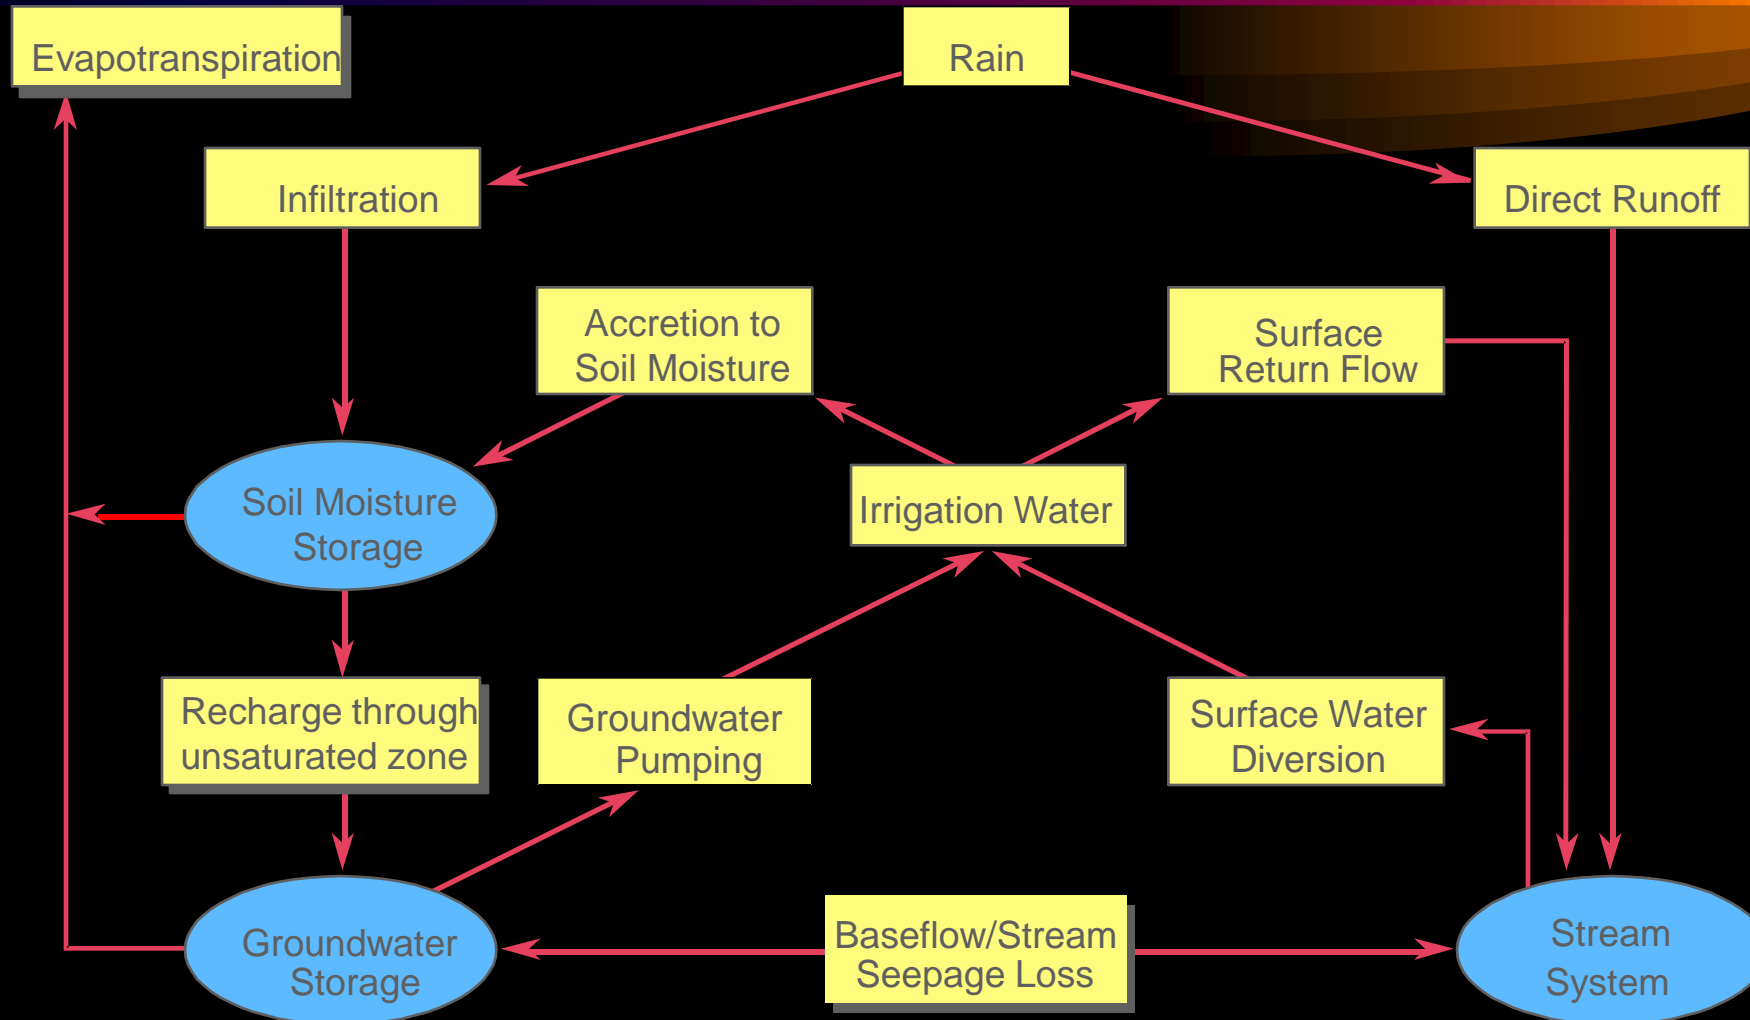 Evapotranspiration
Rain
Infiltration
Direct Runoff
Accretion to
Soil Moisture
Surface
Return Flow
Soil Moisture
Storage
Irrigation Water
Recharge through
unsaturated zone
Groundwater
Pumping
Surface Water
Diversion
Groundwater
Storage
Baseflow/Stream
Seepage Loss
Stream
System